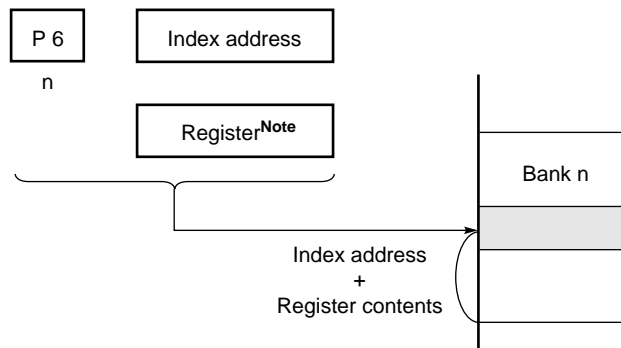 P 6
Index address
n
Register^Note
Bank n
Index address
+
Register contents